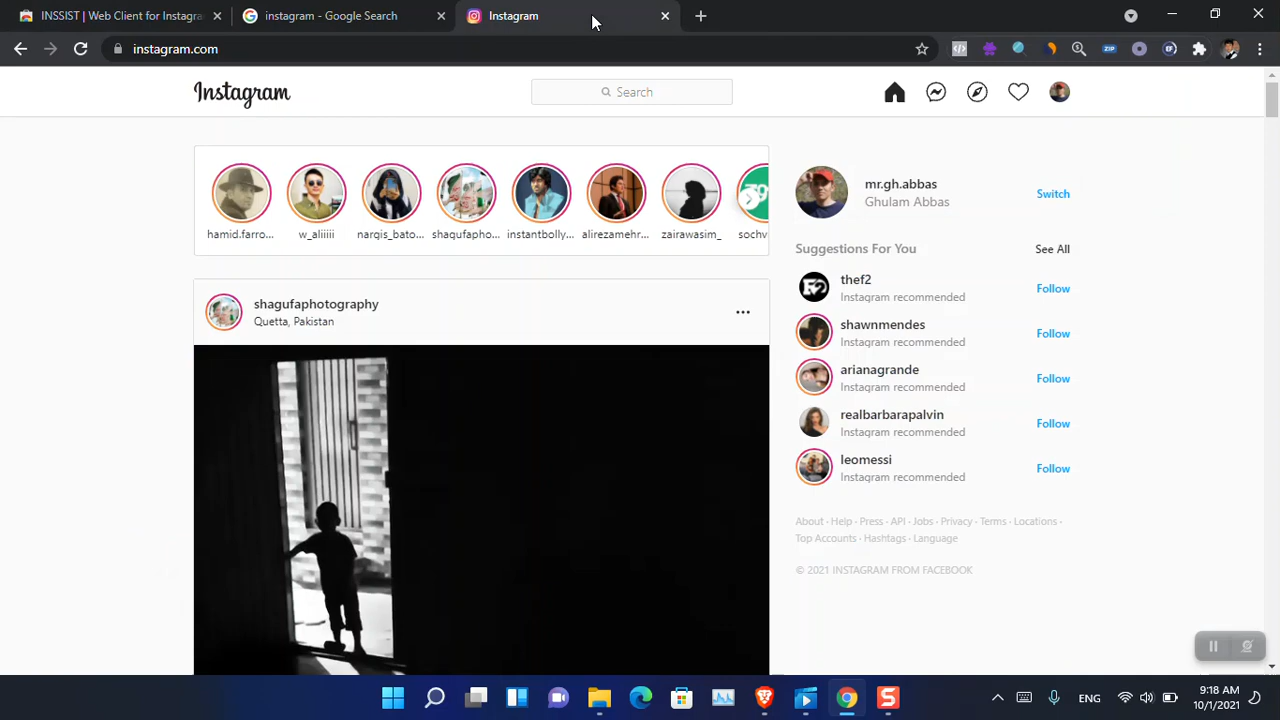 INSSIST | Web Client for Instagra
instagram - Google Search
Instagram
instagram.com
Instagram
Search
hamid.farro...
w_aliiiiii
narqis_bato...
shaqufapho...
instantbolly...
alirezamehr...
zairawasim_
sochv
mr.gh.abbas
Ghulam Abbas
Switch
Suggestions For You
See All
thef2
Instagram recommended
Follow
shawnmendes
Instagram recommended
Follow
arianagrande
Instagram recommended
Follow
realbarbarapalvin
Instagram recommended
Follow
leomessi
Instagram recommended
Follow
shagufaphotography
Quetta, Pakistan
About · Help · Press · API · Jobs · Privacy · Terms · Locations ·
Top Accounts · Hashtags · Language
© 2021 INSTAGRAM FROM FACEBOOK
ENG
9:18 AM
10/1/2021